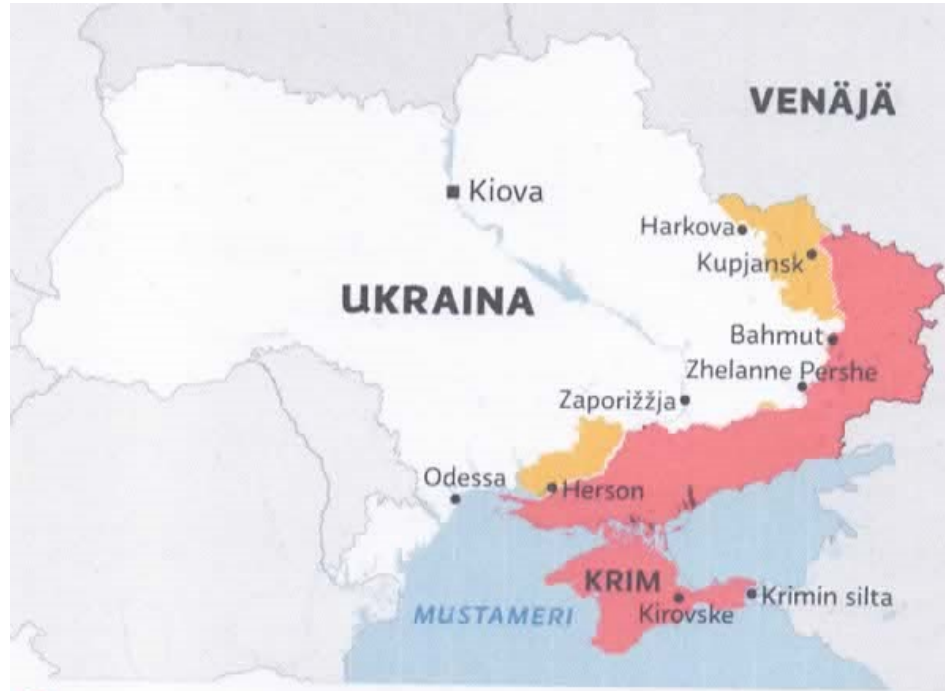 VENÄJÄ
Kiova
Harkova
Kupjansk
UKRAINA
Bahmut
Zhelanne Pershe
Zaporižžja
Odessa
Herson
KRIM
Krimin silta
Kirovske
MUSTAMERI